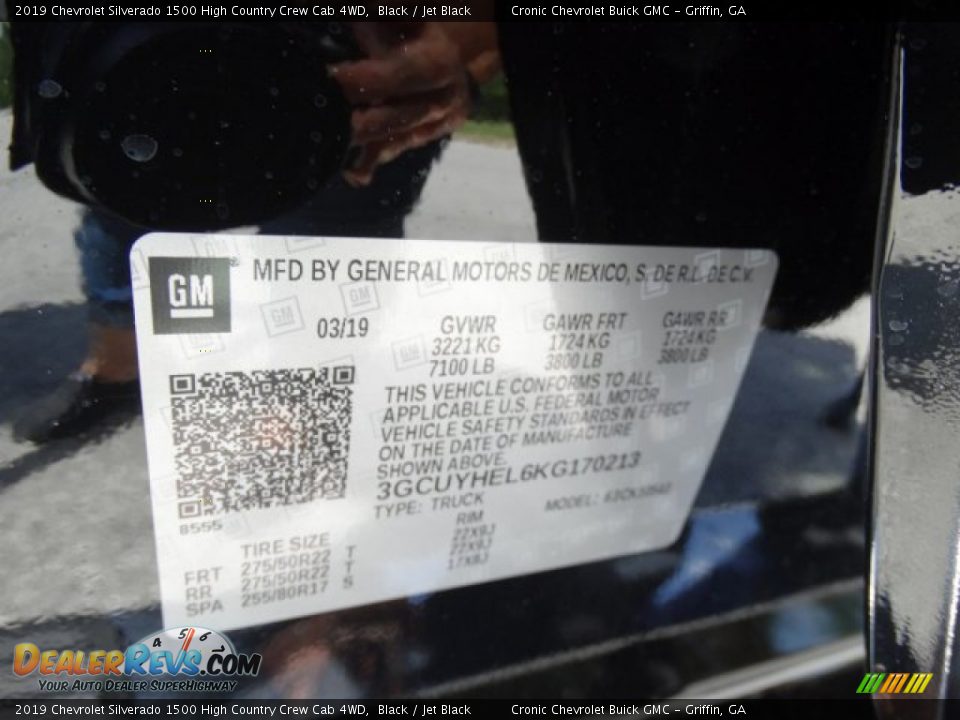 2019 Chevrolet Silverado 1500 High Country Crew Cab 4WD, Black / Jet Black Cronic Chevrolet Buick GMC - Griffin, GA
GM
MFD BY GENERAL MOTORS DE MEXICO, S. DE R.L. DE C.V.
03/19 GVWR GAWR FRT GAWR RR
3221 KG 1724 KG 1724 KG
7100 LB 3800 LB 3800 LB
THIS VEHICLE CONFORMS TO ALL
APPLICABLE U.S. FEDERAL MOTOR
VEHICLE SAFETY STANDARDS IN EFFECT
ON THE DATE OF MANUFACTURE
SHOWN ABOVE.
3GCUYHEL6KG170213
TYPE: TRUCK MODEL:
8555
TIRE SIZE RIM
FRT 275/50R22 T 22X9J
RR 275/50R22 T 22X9J
SPA 255/80R17 S 17X8J
DealerRevs.com
Your Auto Dealer SuperHighway
2019 Chevrolet Silverado 1500 High Country Crew Cab 4WD, Black / Jet Black Cronic Chevrolet Buick GMC - Griffin, GA